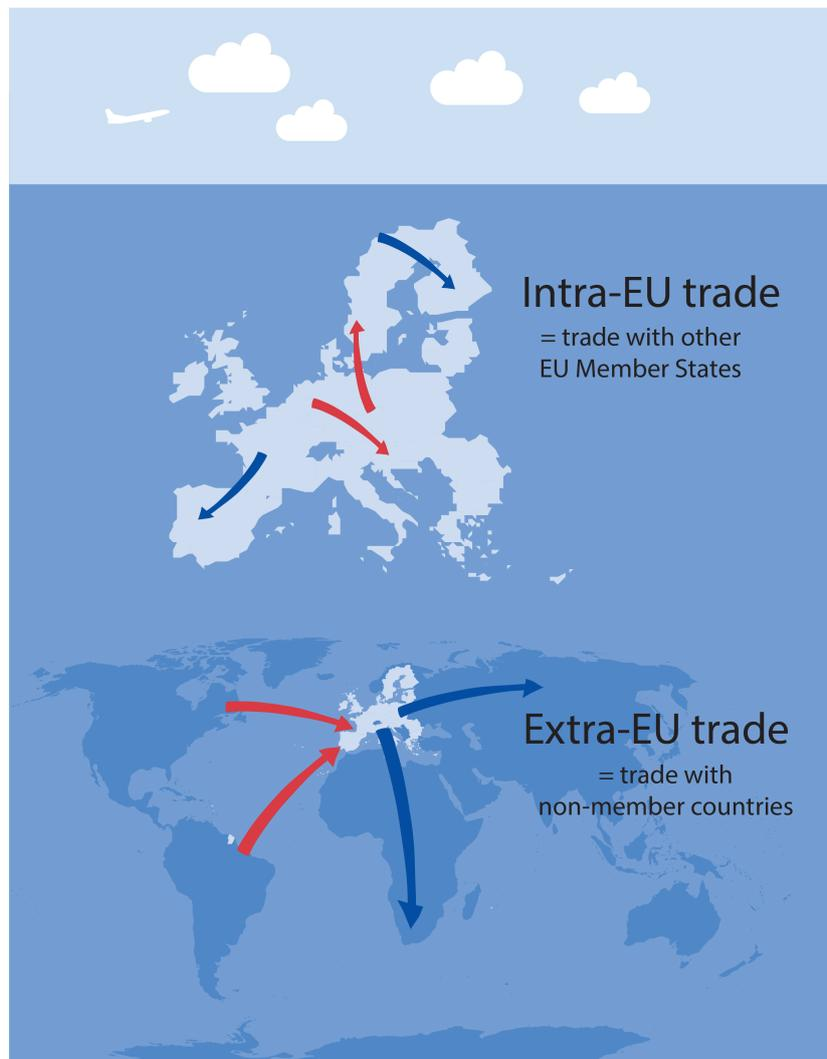 Intra-EU trade
= trade with other
EU Member States
Extra-EU trade
= trade with
non-member countries